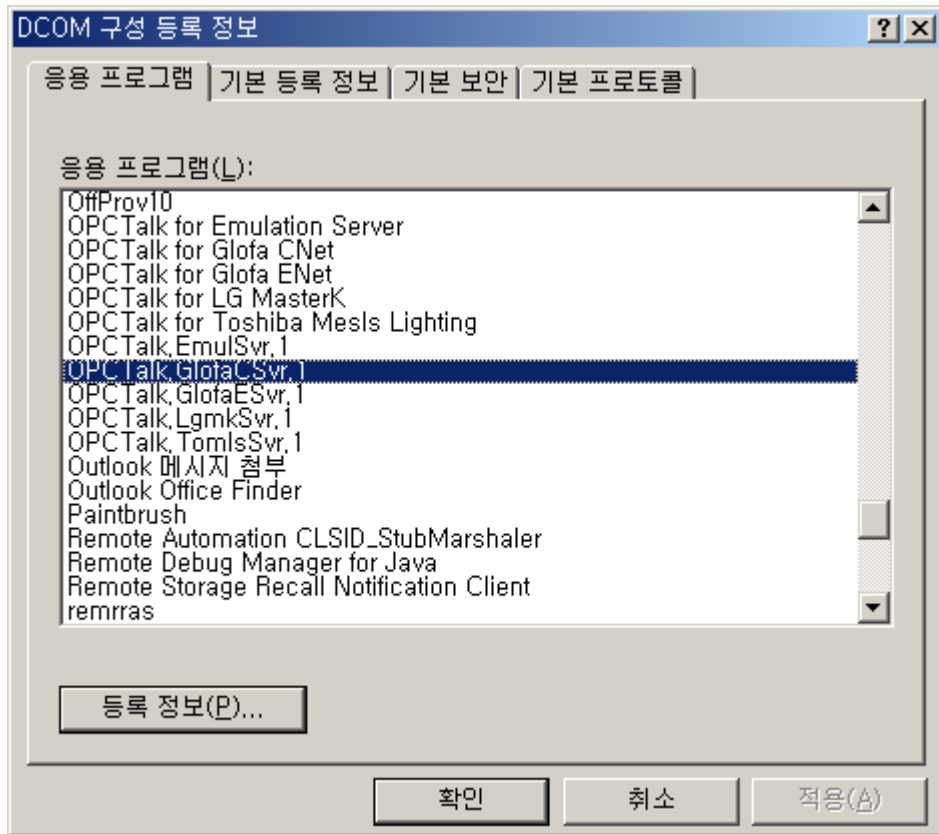 DCOM 구성 등록 정보
응용 프로그램 기본 등록 정보 기본 보안 기본 프로토콜
응용 프로그램(L):
OffProv10
OPCTalk for Emulation Server
OPCTalk for Glofa CNet
OPCTalk for Glofa ENet
OPCTalk for LG MasterK
OPCTalk for Toshiba Mesls Lighting
OPCTalk.EmulSvr.1
OPCTalk.GlofaCSvr.1
OPCTalk.GlofaESvr.1
OPCTalk.LgmkSvr.1
OPCTalk.TomlsSvr.1
Outlook 메시지 첨부
Outlook Office Finder
Paintbrush
Remote Automation CLSID_StubMarshaler
Remote Debug Manager for Java
Remote Storage Recall Notification Client
remrras
등록 정보(P)...
확인 취소 적용(A)